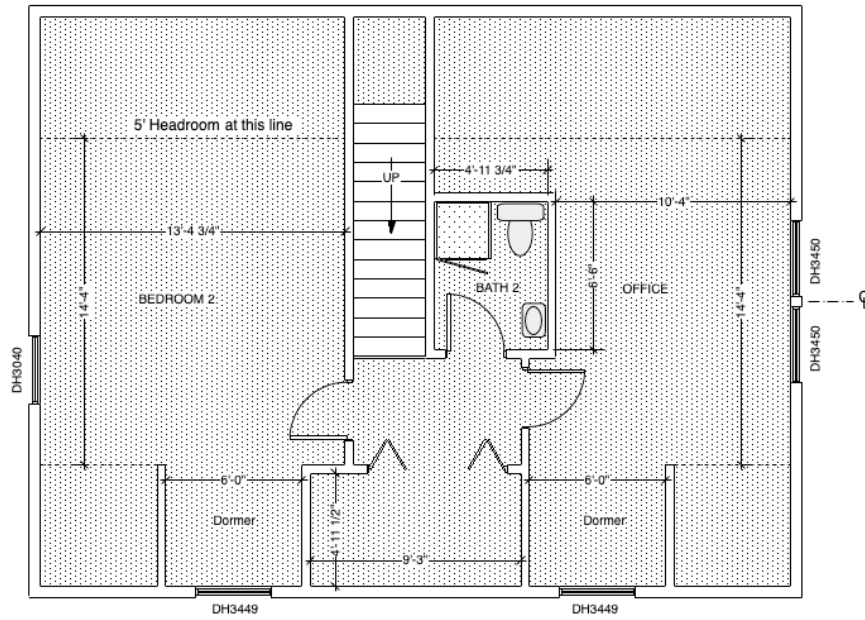 5' Headroom at this line
4'-11 3/4"
UP
10'-4"
13'-4 3/4"
DH3450
6'-6"
BEDROOM 2
BATH 2
OFFICE
14'-4"
14'-4"
DH3040
DH3450
6'-0"
6'-0"
Dormer
4'-11 1/2"
Dormer
9'-3"
DH3449
DH3449